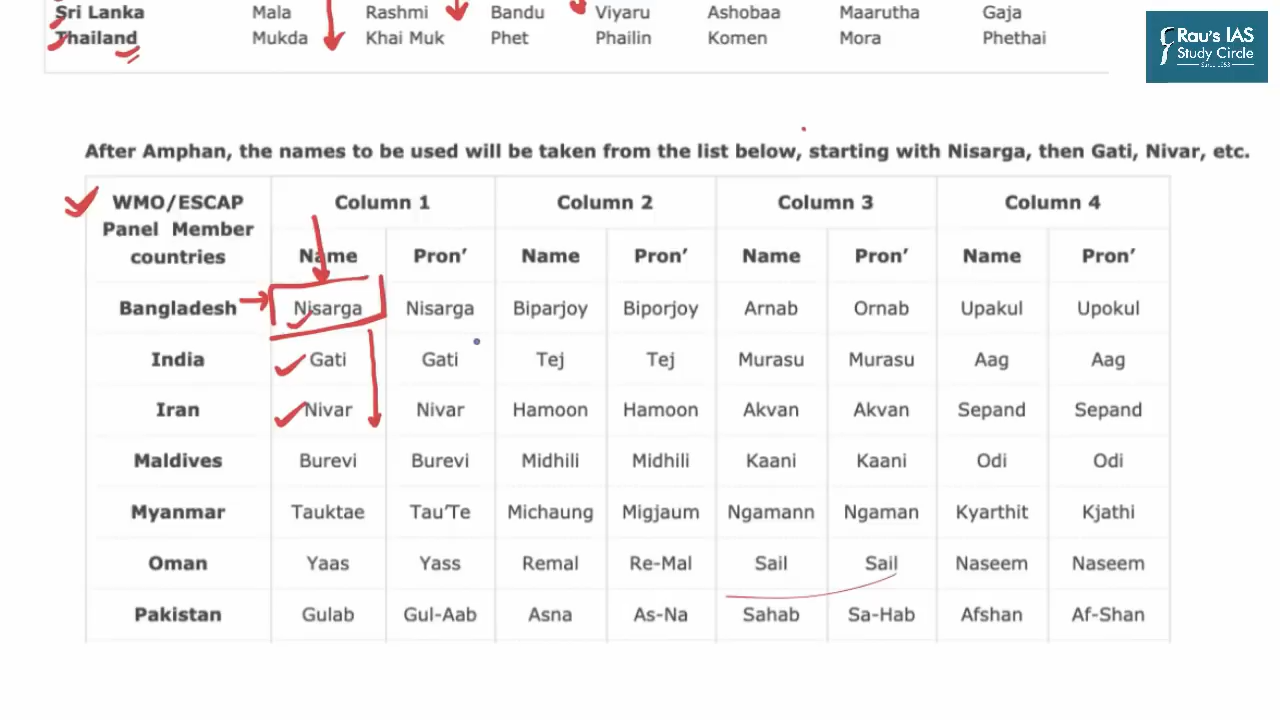 Sri Lanka Mala Rashmi Bandu Viyaru Ashobaa Maarutha Gaja
Thailand Mukda Khai Muk Phet Phailin Komen Mora Phethai
Rau's IAS
Study Circle
Since 1953
After Amphan, the names to be used will be taken from the list below, starting with Nisarga, then Gati, Nivar, etc.
WMO/ESCAP Panel Member countries Column 1 Column 2 Column 3 Column 4
Name Pron’ Name Pron’ Name Pron’ Name Pron’
Bangladesh Nisarga Nisarga Biparjoy Biporjoy Arnab Ornab Upakul Upokul
India Gati Gati Tej Tej Murasu Murasu Aag Aag
Iran Nivar Nivar Hamoon Hamoon Akvan Akvan Sepand Sepand
Maldives Burevi Burevi Midhili Midhili Kaani Kaani Odi Odi
Myanmar Tauktae Tau’Te Michaung Migjaum Ngamann Ngaman Kyarthit Kjathi
Oman Yaas Yass Remal Re-Mal Sail Sail Naseem Naseem
Pakistan Gulab Gul-Aab Asna As-Na Sahab Sa-Hab Afshan Af-Shan